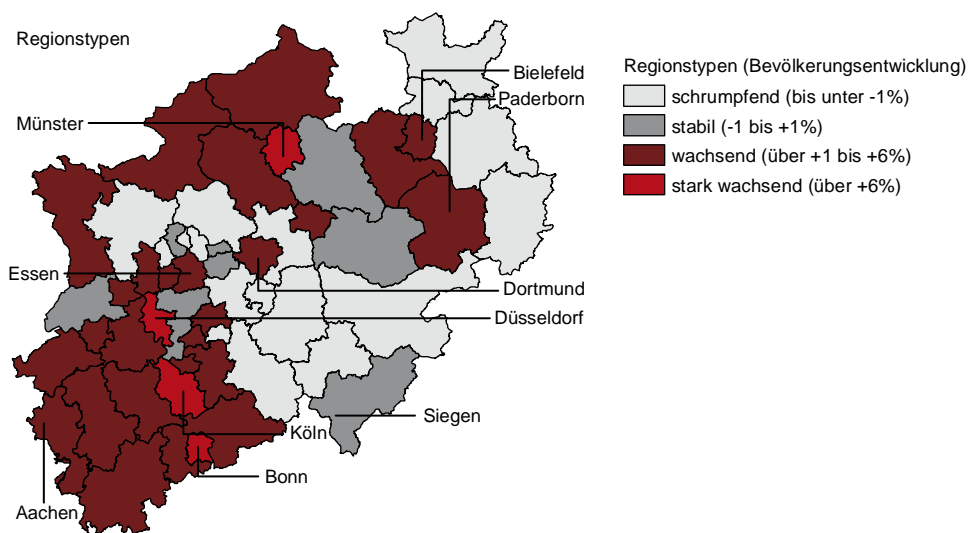 Regionstypen
Bielefeld
Paderborn
Münster
Essen
Dortmund
Düsseldorf
Siegen
Köln
Bonn
Aachen
Regionstypen (Bevölkerungsentwicklung)
schrumpfend (bis unter -1%)
stabil (-1 bis +1%)
wachsend (über +1 bis +6%)
stark wachsend (über +6%)